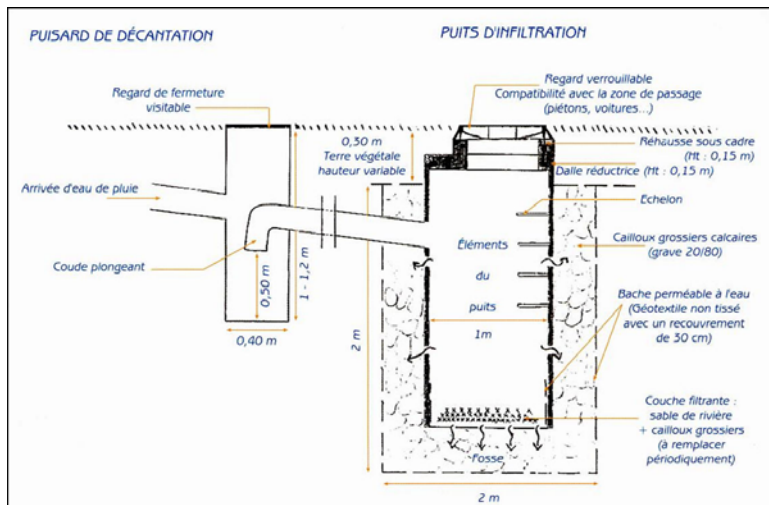 PUISARD DE DÉCANTATION
PUITS D'INFILTRATION
Regard de fermeture
visitable
Regard verrouillable
Compatibilité avec la zone de passage
(piétons, voitures...)
0,30 m
Terre végétale
hauteur variable
Réhausse sous cadre
(Ht : 0,15 m)
Dalle réductrice (Ht : 0,15 m)
Arrivée d'eau de pluie
Echelon
Coude plongeant
Éléments
du
puits
Cailloux grossiers calcaires
(grave 20/80)
0,50 m
1 - 1,2 m
0,40 m
2 m
1m
Bache perméable à l'eau
(Géotextile non tissé
avec un recouvrement
de 30 cm)
Couche filtrante :
sable de rivière
+ cailloux grossiers
(à remplacer
périodiquement)
Fosse
2 m